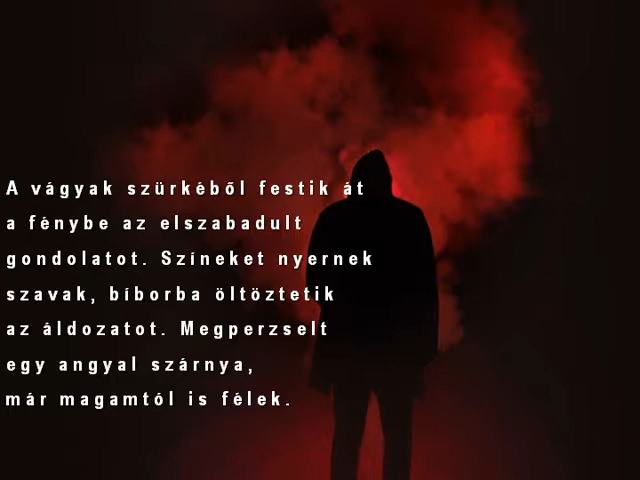 A vágyak szürkéből festik át
a fénybe az elszabadult
gondolatot. Színeket nyernek
szavak, bíborba öltöztetik
az áldozatot. Megperzselt
egy angyal szárnya,
már magamtól is félek.